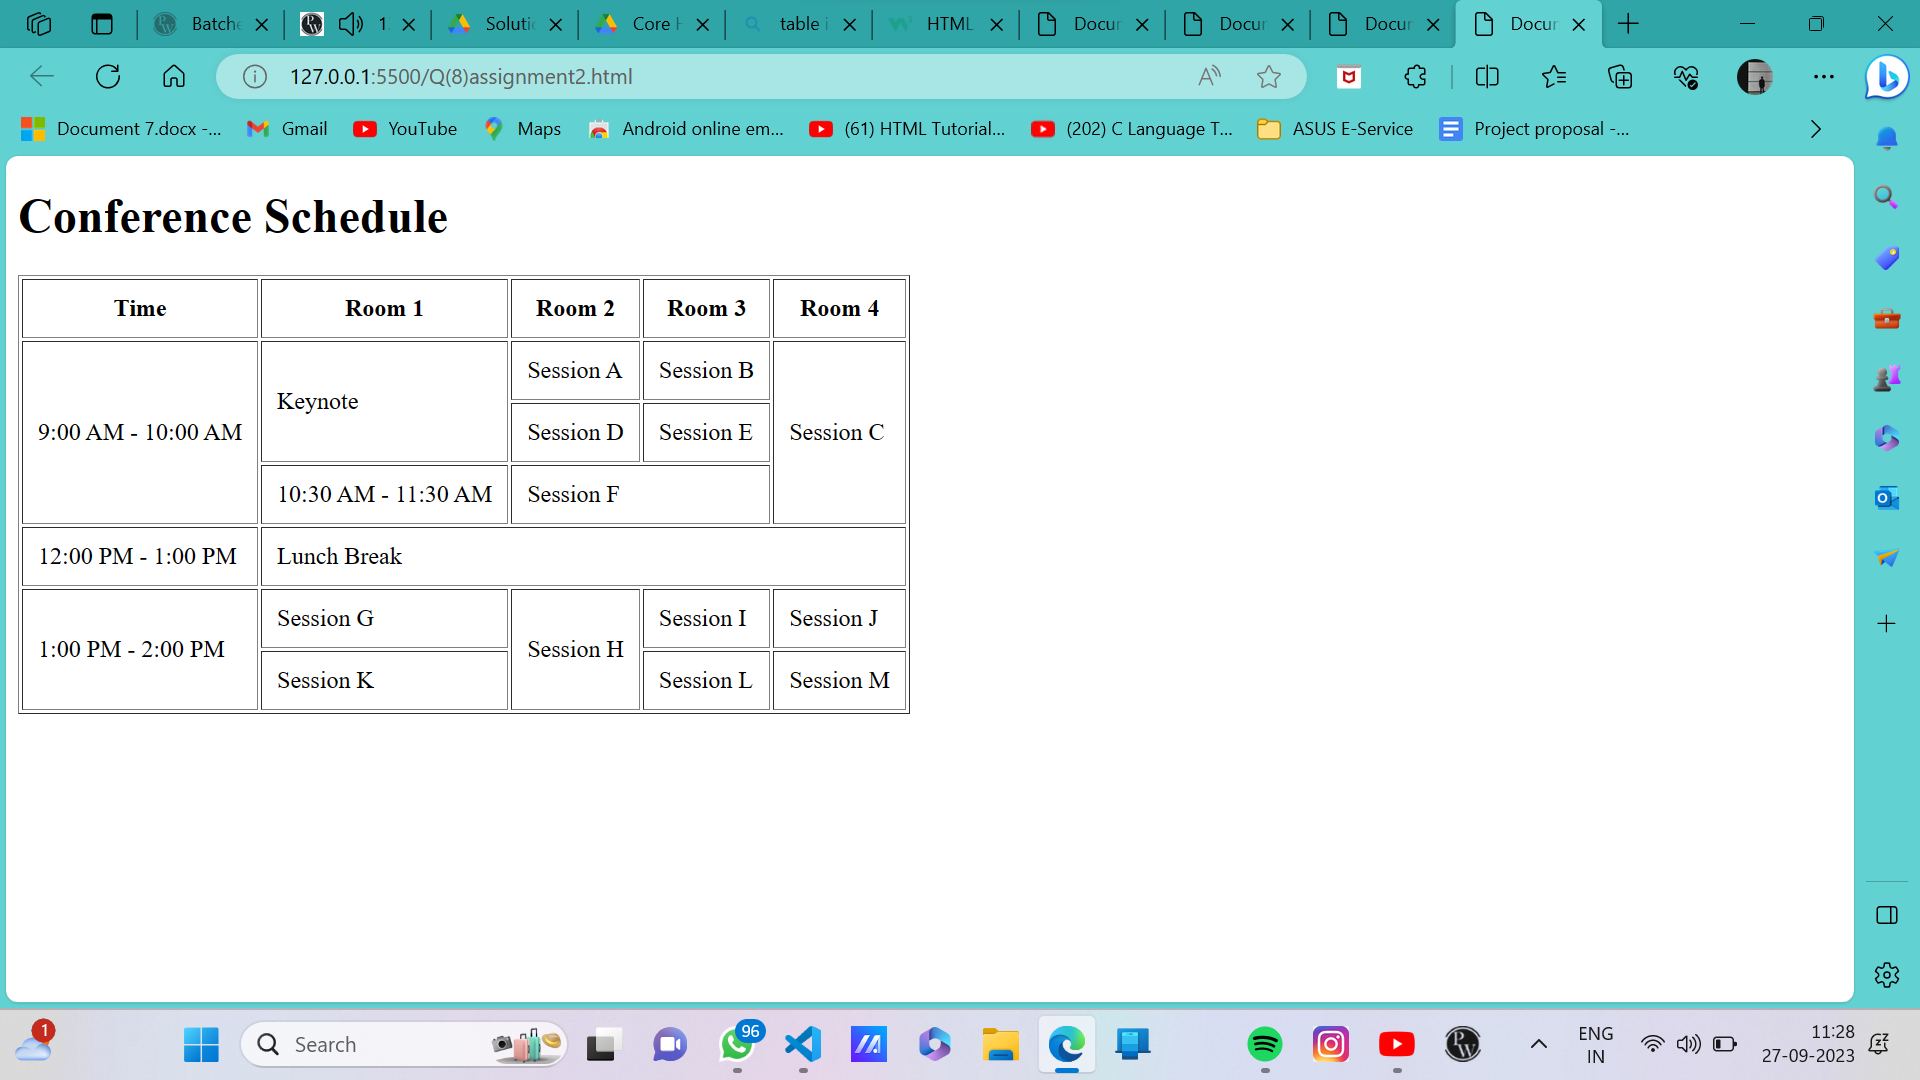 Batche
1
Soluti
Core H
table i
HTML
Docur
Docur
Docur
Docur
127.0.0.1:5500/Q(8)assignment2.html
Document 7.docx -...
Gmail
YouTube
Maps
Android online em...
(61) HTML Tutorial...
(202) C Language T...
ASUS E-Service
Project proposal -...
Conference Schedule
Time Room 1 Room 2 Room 3 Room 4
9:00 AM - 10:00 AM Keynote Session A Session B Session C
Session D Session E
10:30 AM - 11:30 AM Session F
12:00 PM - 1:00 PM Lunch Break
1:00 PM - 2:00 PM Session G Session H Session I Session J
Session K Session L Session M
1
Search
96
ENG
IN
11:28
27-09-2023